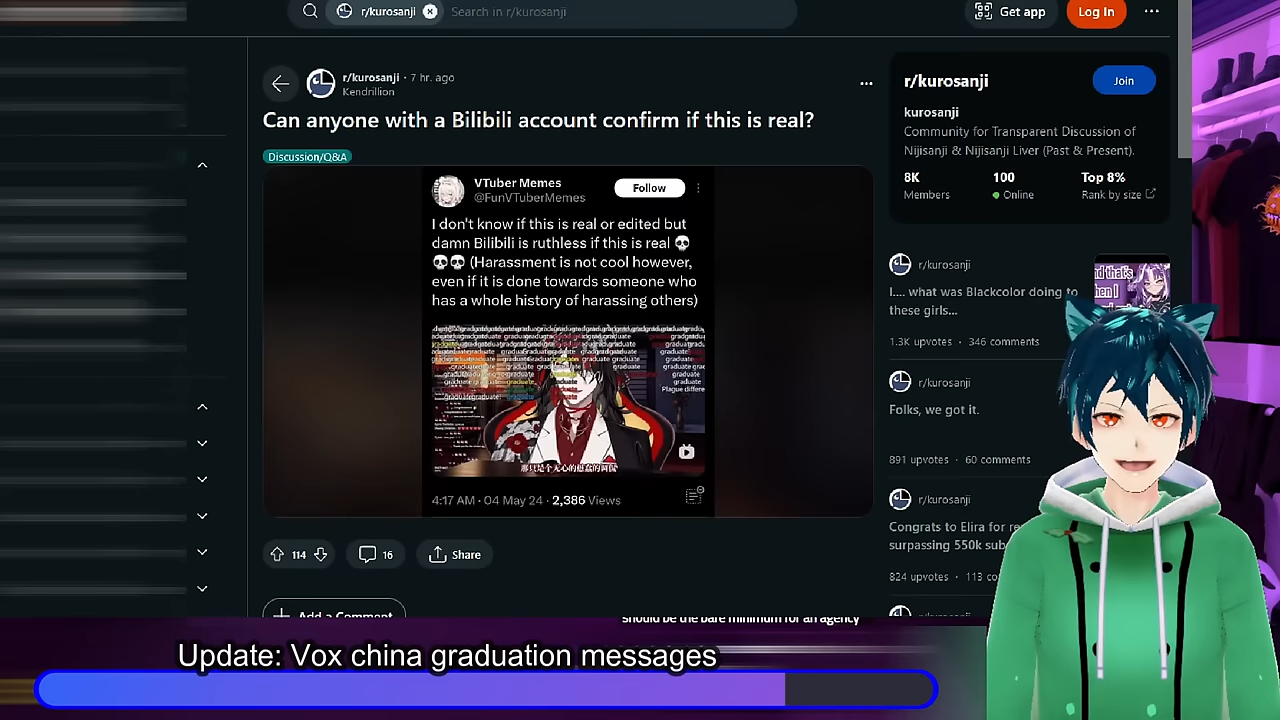 r/kurosanji
Search in r/kurosanji
Get app
Log In
r/kurosanji • 7 hr. ago
Kendrillion
Can anyone with a Bilibili account confirm if this is real?
Discussion/Q&A
VTuber Memes
@FunVTuberMemes
Follow
I don't know if this is real or edited but
damn Bilibili is ruthless if this is real 💀
💀💀 (Harassment is not cool however,
even if it is done towards someone who
has a whole history of harassing others)
graduate
4:17 AM · 04 May 24 · 2,386 Views
114
16
Share
Add a Comment
r/kurosanji
Join
kurosanji
Community for Transparent Discussion of
Nijisanji & Nijisanji Liver (Past & Present).
8K
100
Top 8%
Members
Online
Rank by size
r/kurosanji
I.... what was Blackcolor doing to
these girls...
1.3K upvotes • 346 comments
r/kurosanji
Folks, we got it.
891 upvotes • 60 comments
r/kurosanji
Congrats to Elira for
surpassing 550k
824 upvotes • 113
should be the bare minimum for an agency
Update: Vox china graduation messages